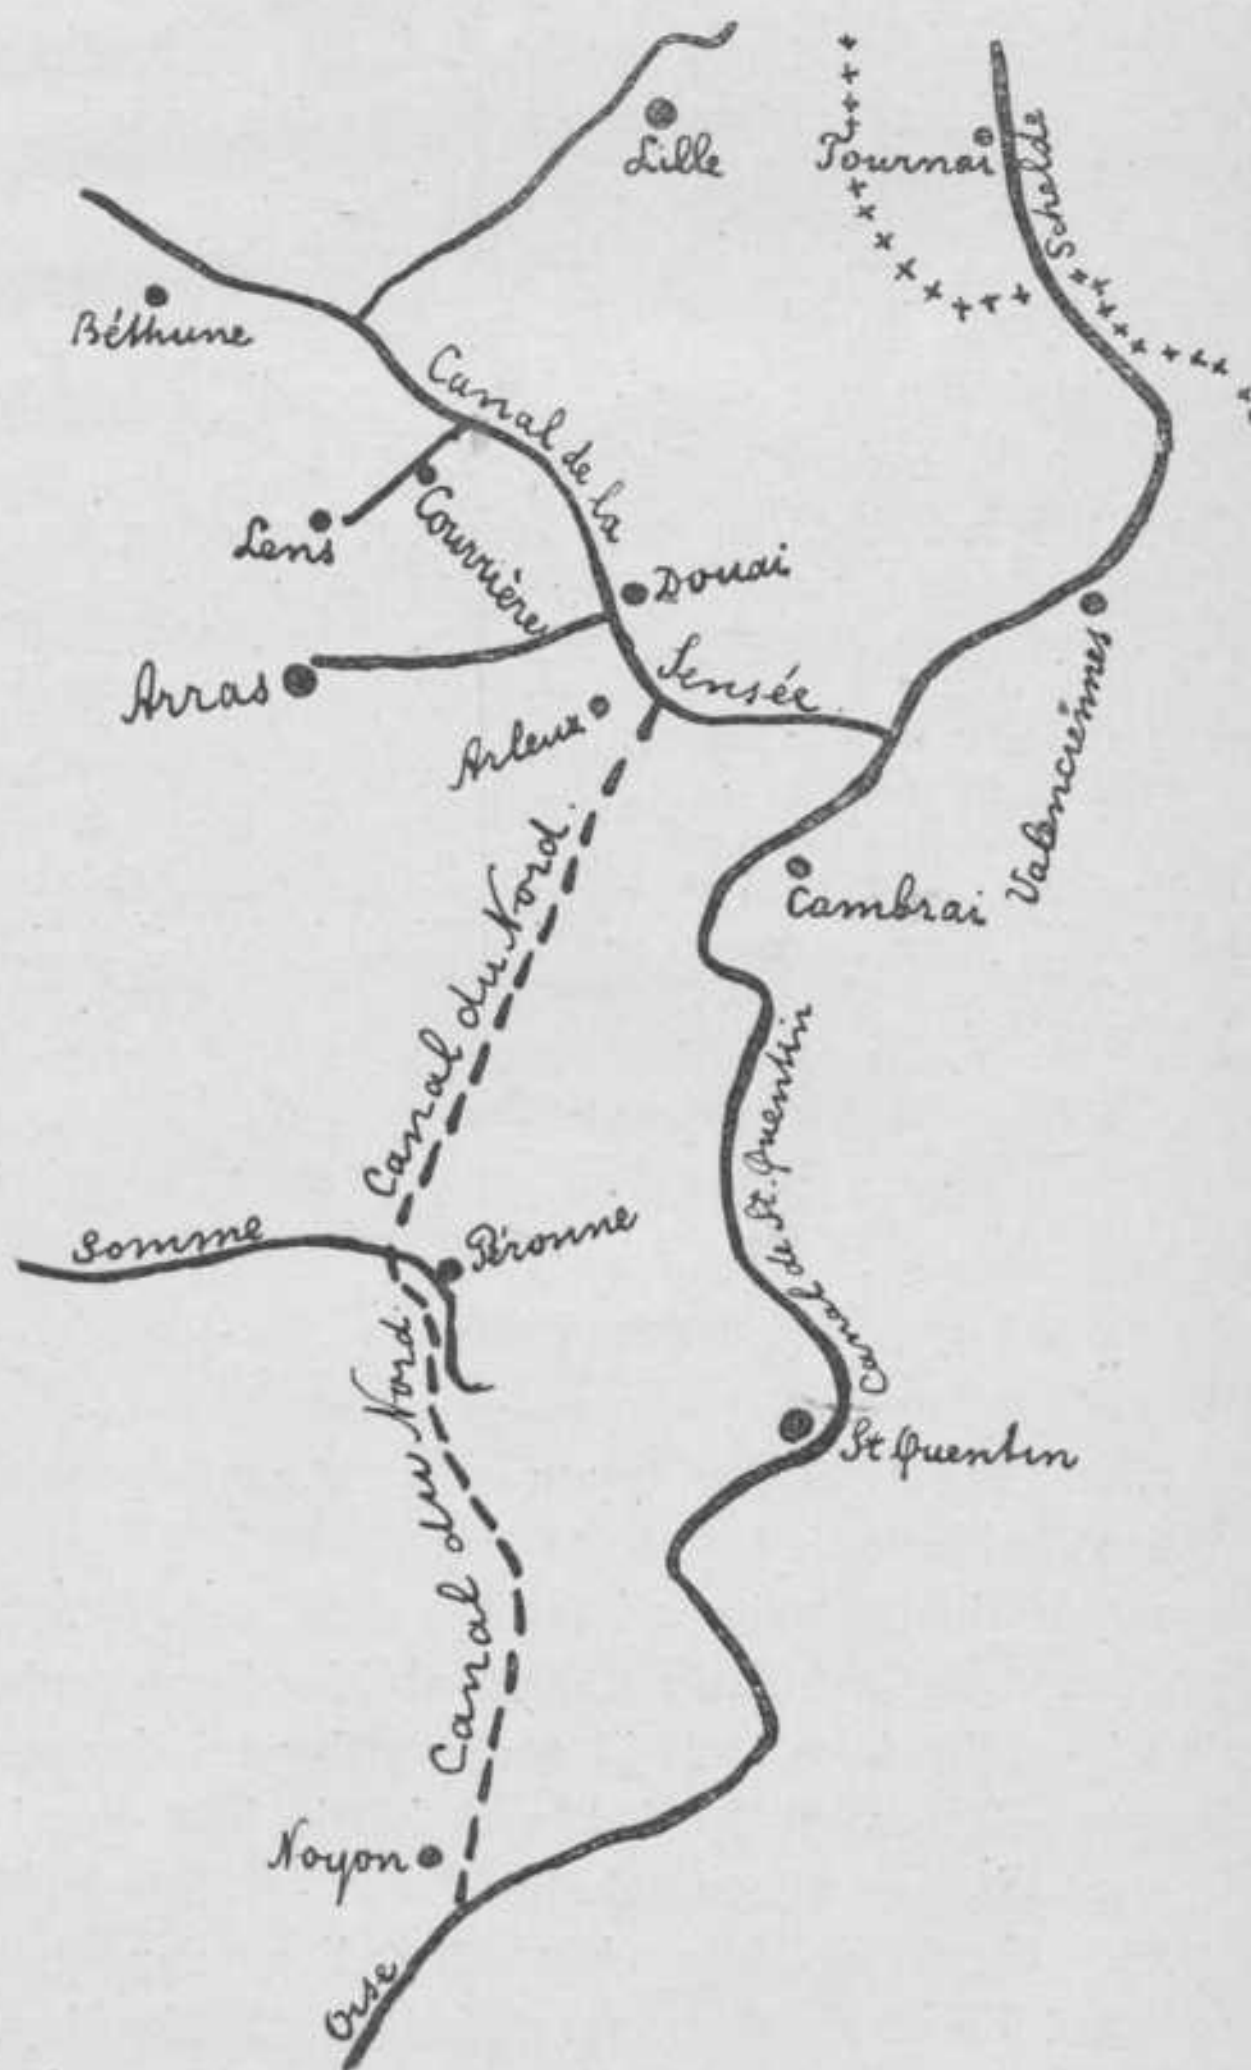 Lille
Tournai
Schelde
Béthune
Canal de la
Lens
Courrière
Douai
Arras
Sensée
Arleux
Valenciennes
Cambrai
Canal du Nord.
Canal de St. Quentin
Somme
Péronne
Canal du Nord.
St Quentin
Noyon
Oise